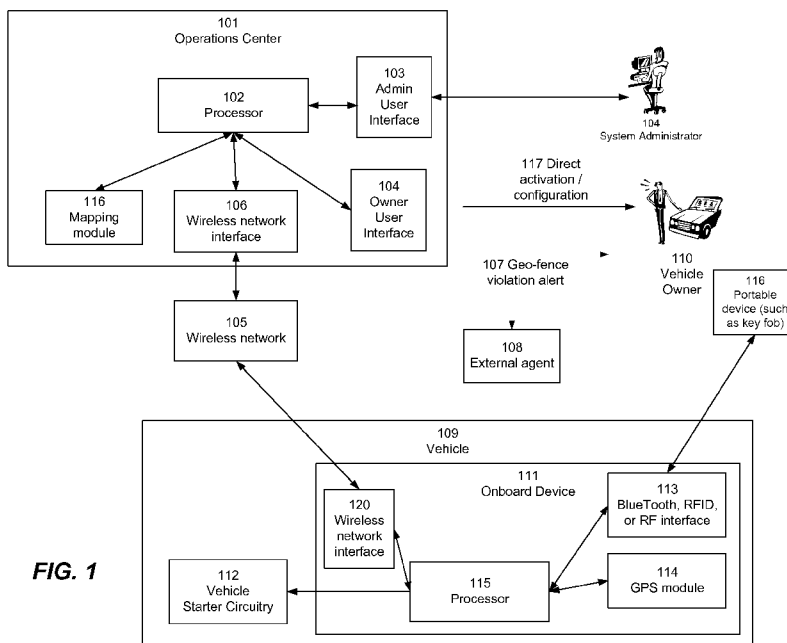 101
Operations Center
103
Admin
User
Interface
102
Processor
104
System Administrator
116
Mapping
module
106
Wireless network
interface
104
Owner
User
Interface
117 Direct
activation /
configuration
107 Geo-fence
violation alert
110
Vehicle
Owner
116
Portable
device (such
as key fob)
105
Wireless network
108
External agent
109
Vehicle
111
Onboard Device
120
Wireless
network
interface
113
BlueTooth, RFID,
or RF interface
112
Vehicle
Starter Circuitry
115
Processor
114
GPS module
FIG. 1